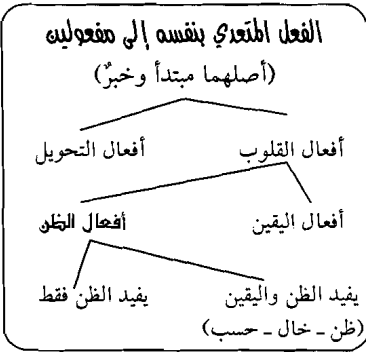 الفعل المتعدي بنفسه إلى مفعولين
(أصلهما مبتدأ وخبرٌ)
أفعال القلوب أفعال التحويل
أفعال اليقين أفعال الظن
يفيد الظن واليقين يفيد الظن فقط
(ظن ـ خال ـ حسب)